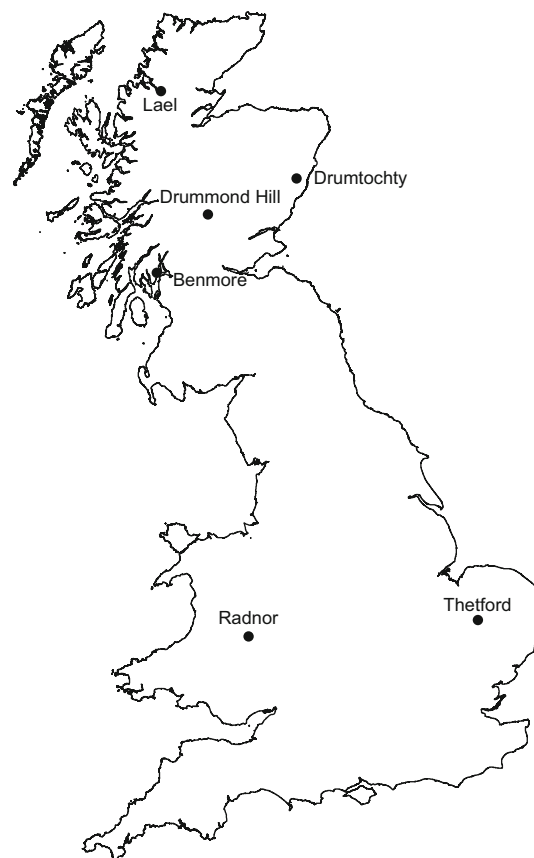 Lael
Drumtochty
Drummond Hill
Benmore
Thetford
Radnor